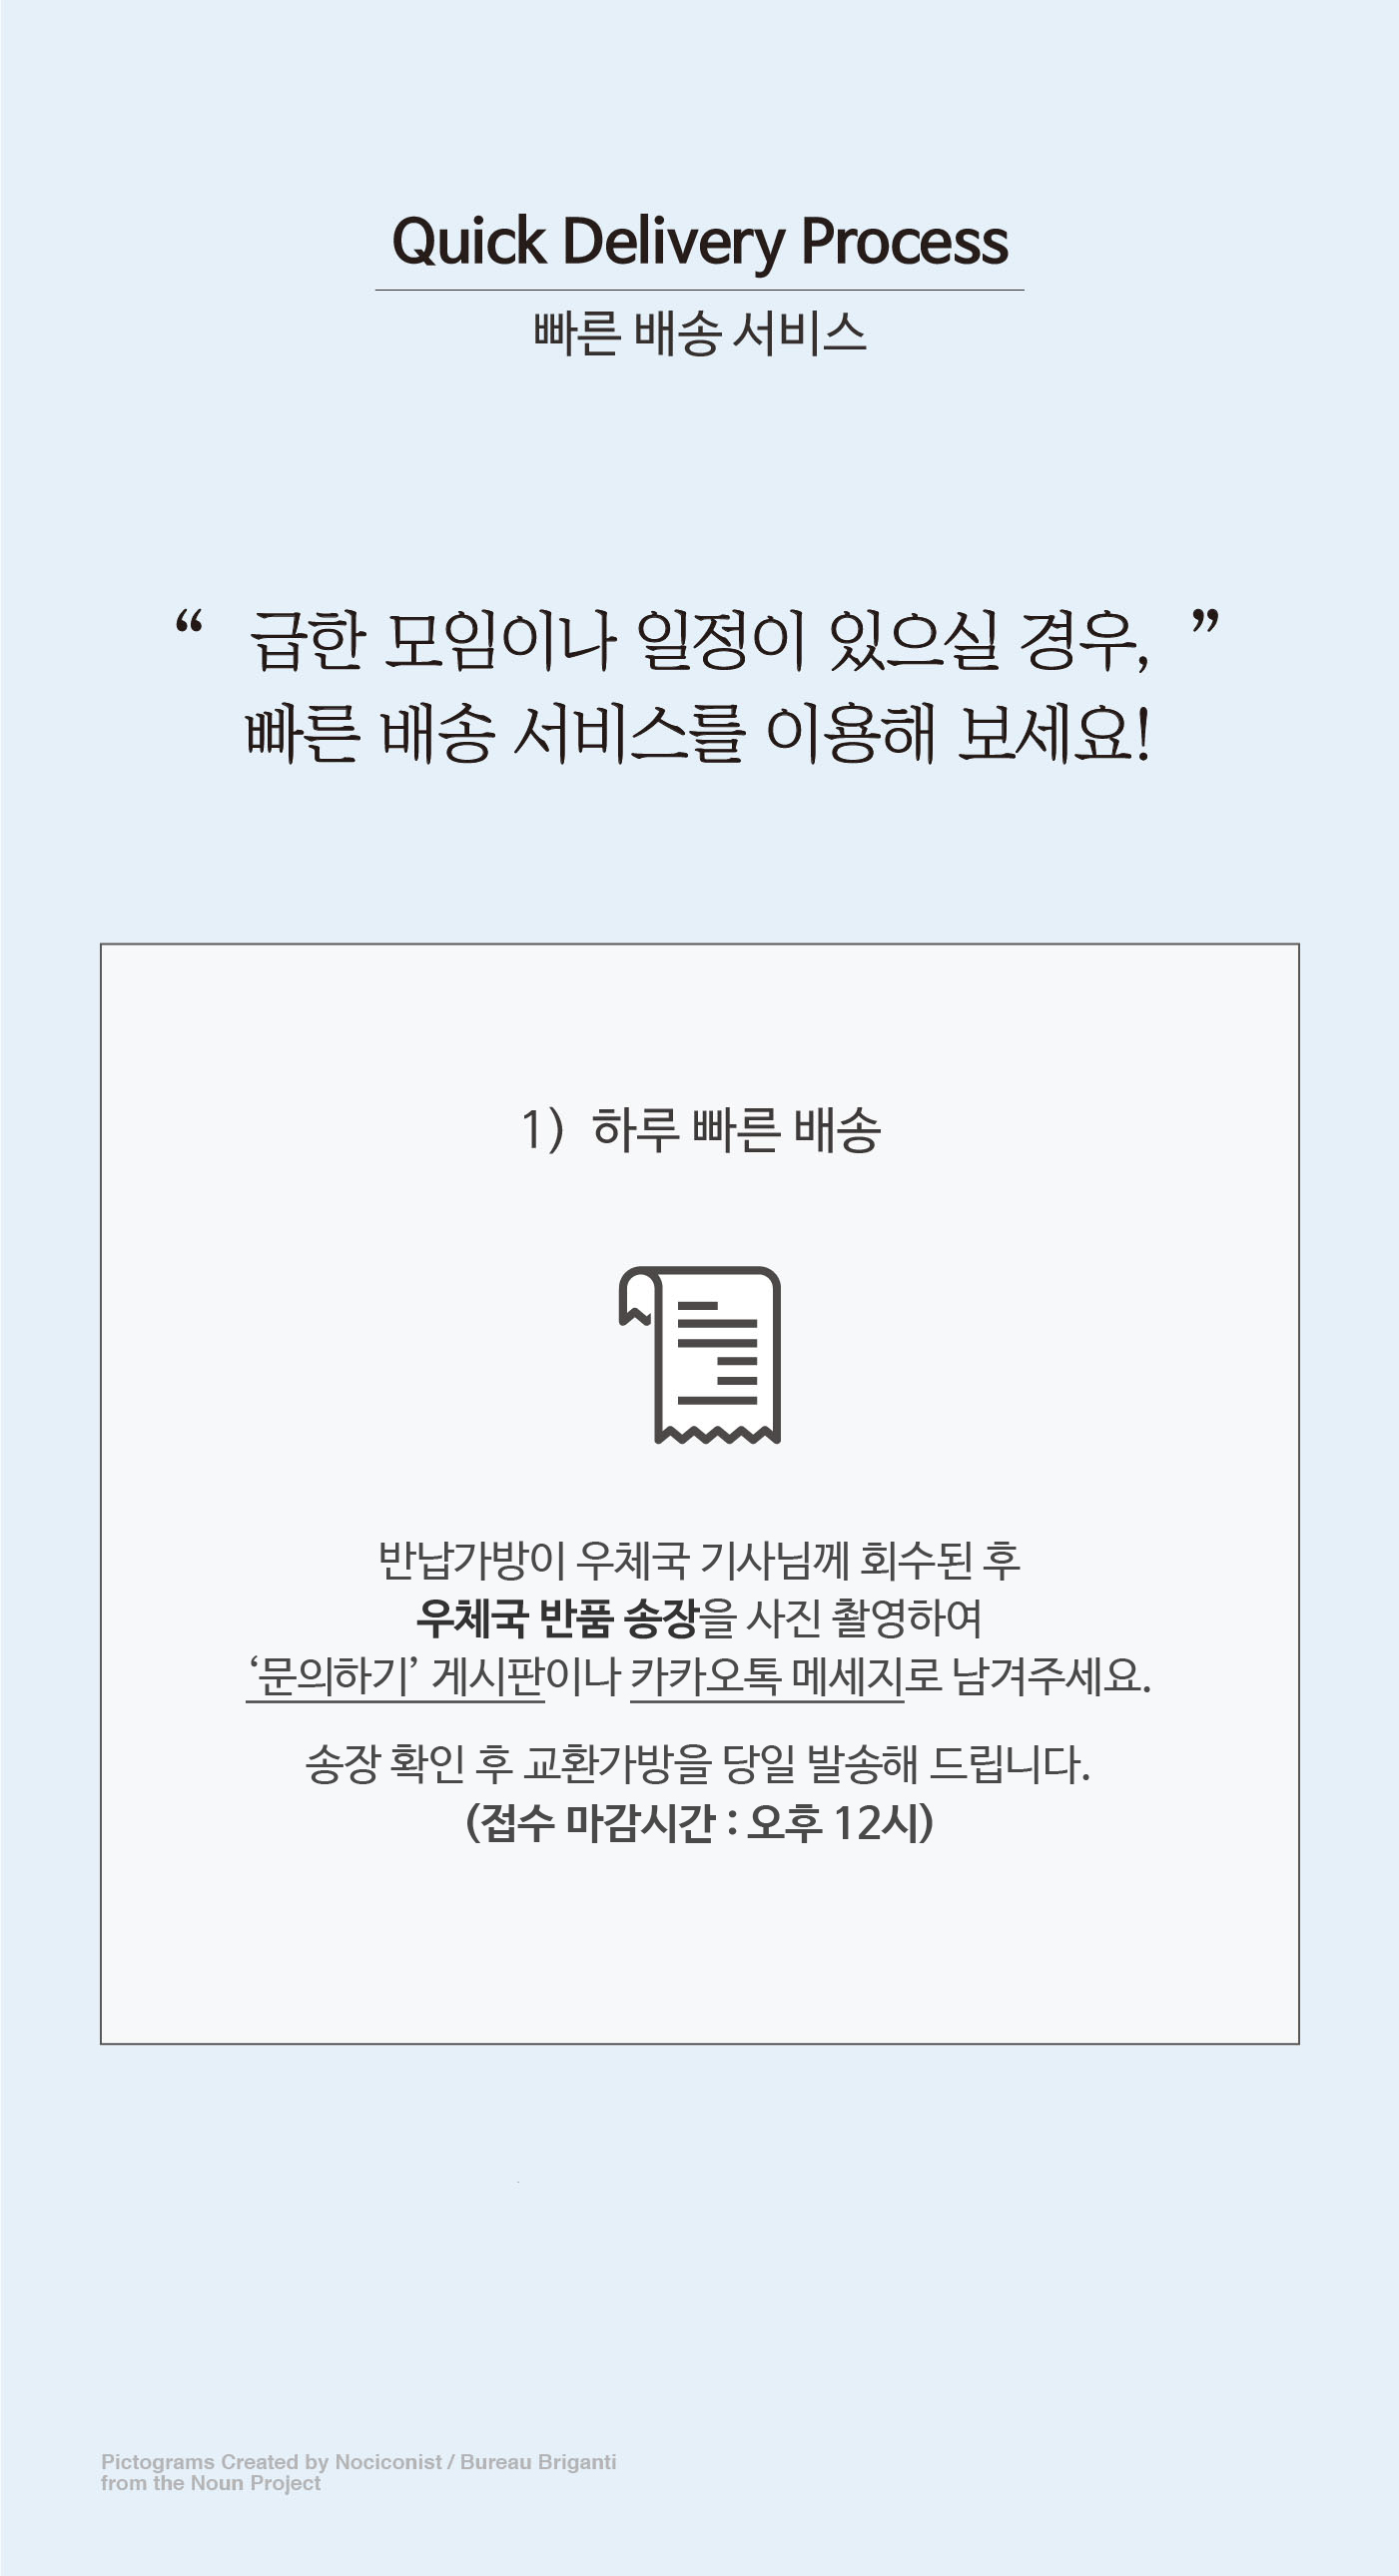 Quick Delivery Process
빠른 배송 서비스
“ 급한 모임이나 일정이 있으실 경우, ”
빠른 배송 서비스를 이용해 보세요!
1) 하루 빠른 배송
반납가방이 우체국 기사님께 회수된 후
우체국 반품 송장을 사진 촬영하여
‘문의하기’ 게시판이나 카카오톡 메세지로 남겨주세요.
송장 확인 후 교환가방을 당일 발송해 드립니다.
(접수 마감시간 : 오후 12시)
Pictograms Created by Nociconist / Bureau Briganti
from the Noun Project